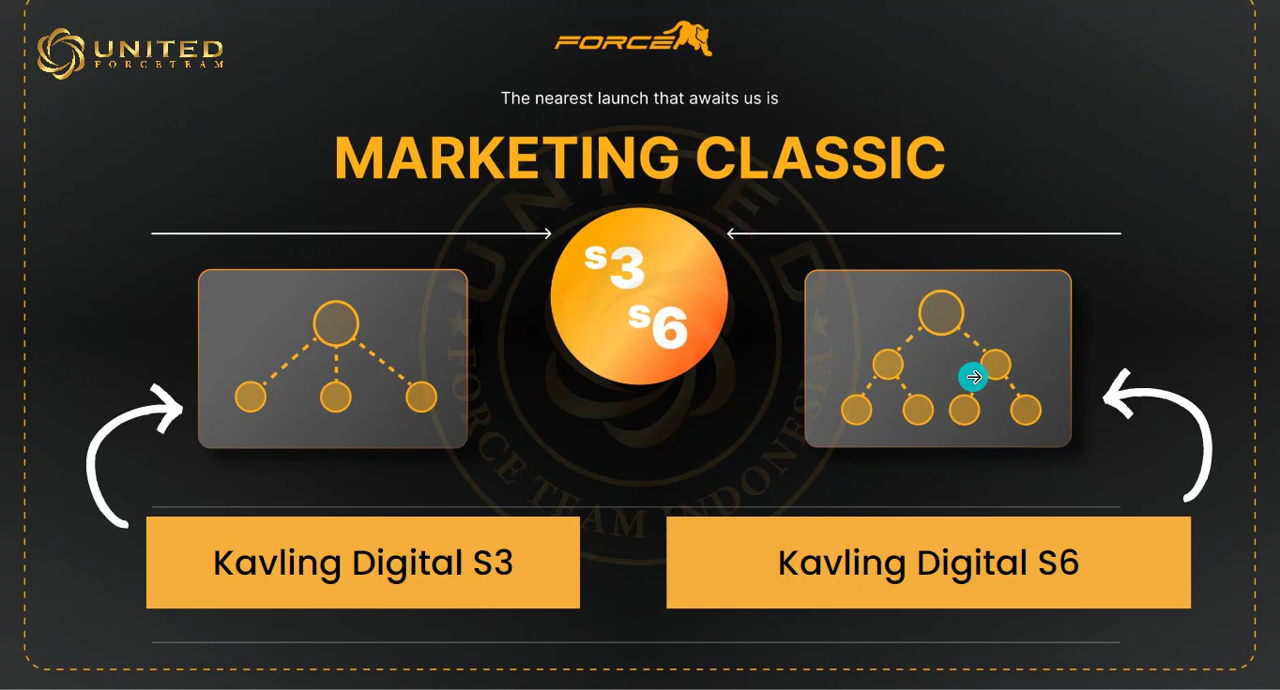 UNITED
FORCETEAM
FORCE
The nearest launch that awaits us is
MARKETING CLASSIC
S3
S6
UNITED
FORCE TEAM INDONESIA
Kavling Digital S3
Kavling Digital S6